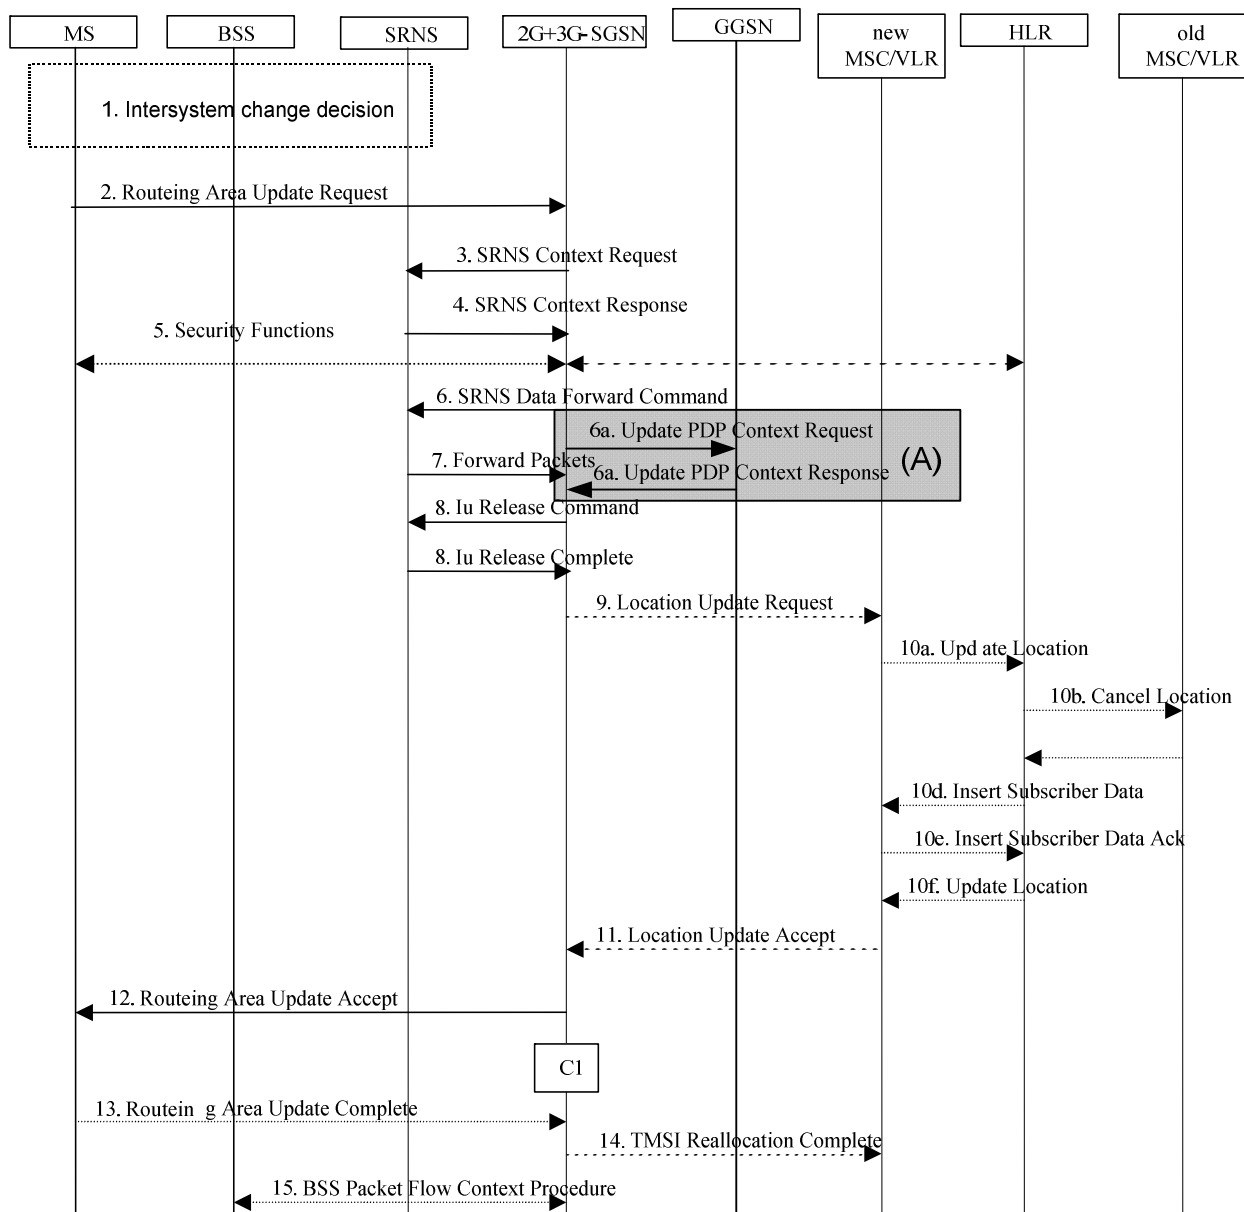 MS
BSS
SRNS
2G+3G-SGSN
GGSN
new
MSC/VLR
HLR
old
MSC/VLR
1. Intersystem change decision
2. Routeing Area Update Request
3. SRNS Context Request
4. SRNS Context Response
5. Security Functions
6. SRNS Data Forward Command
6a. Update PDP Context Request
(A)
7. Forward Packets
6a. Update PDP Context Response
8. Iu Release Command
8. Iu Release Complete
9. Location Update Request
10a. Upd ate Location
10b. Cancel Location
10d. Insert Subscriber Data
10e. Insert Subscriber Data Ack
10f. Update Location
11. Location Update Accept
12. Routeing Area Update Accept
C1
13. Routein g Area Update Complete
14. TMSI Reallocation Complete
15. BSS Packet Flow Context Procedure